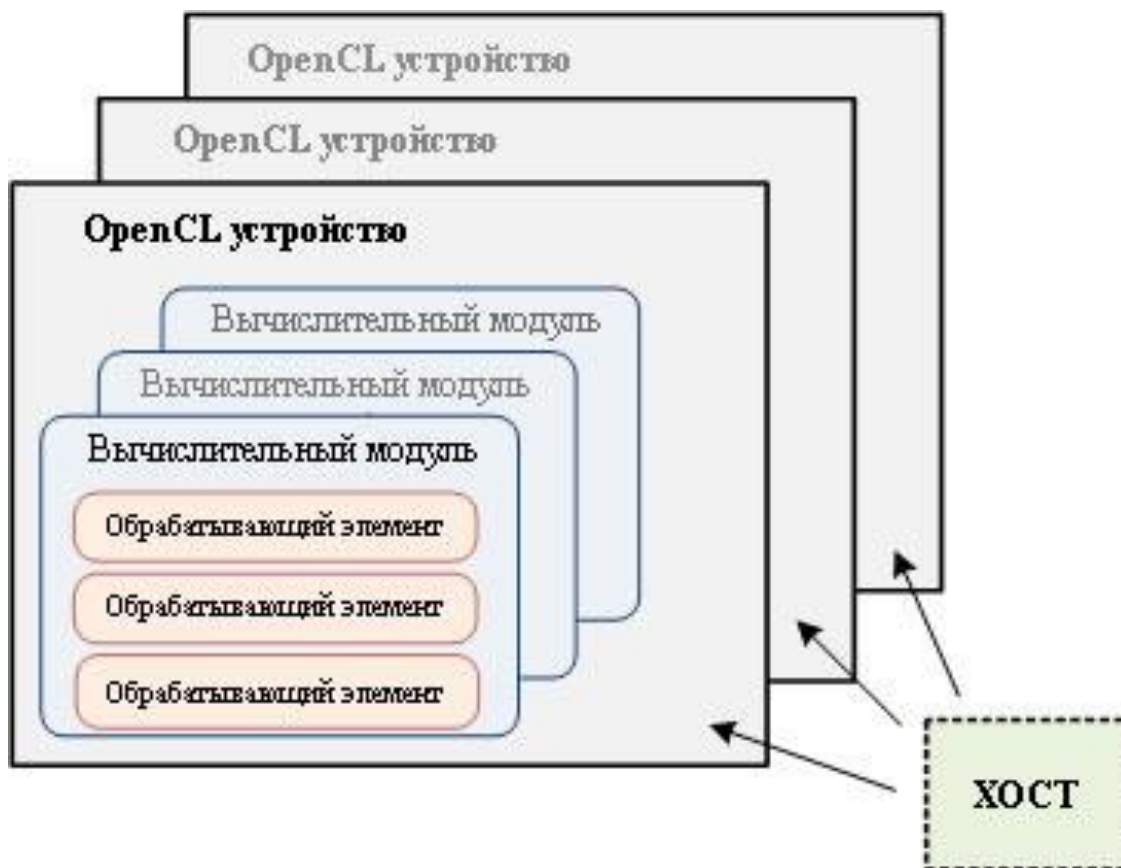 OpenCL устройство
OpenCL устройство
OpenCL устройство
Вычислительный модуль
Вычислительный модуль
Вычислительный модуль
Обрабатывающий элемент
Обрабатывающий элемент
Обрабатывающий элемент
ХОСТ